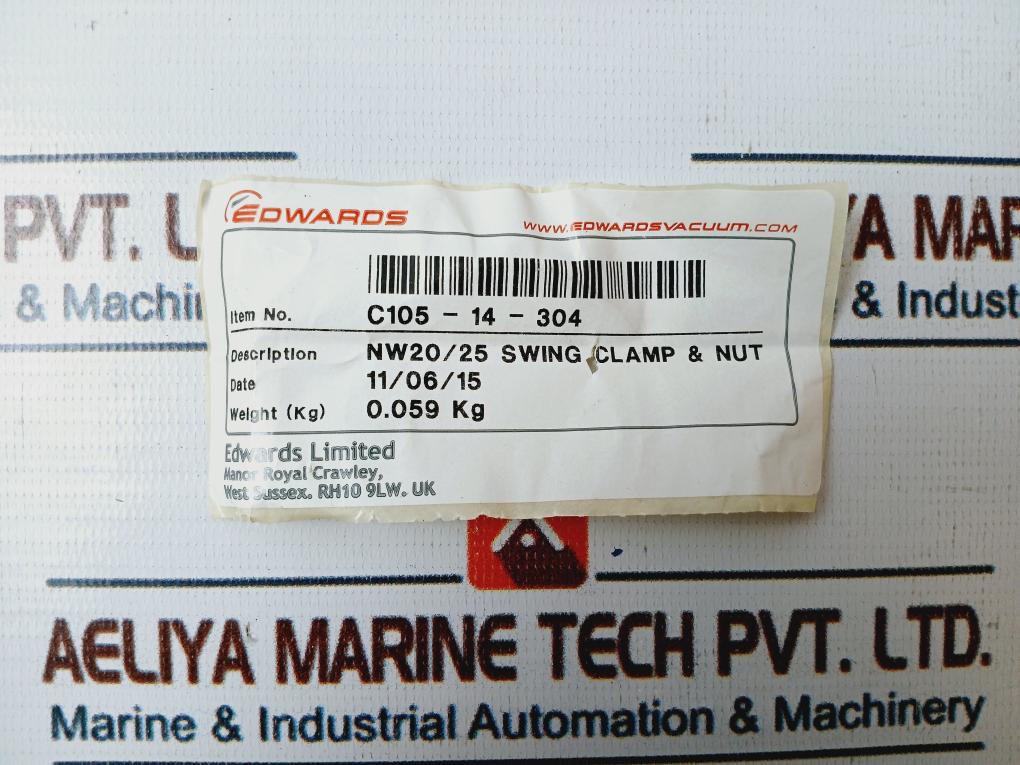 PVT. L
YA MAR
& Machin
& Indust
EDWARDS
www.EDWARDSVACUUM.COM
Item No. C105 - 14 - 304
Description NW20/25 SWING CLAMP & NUT
Date 11/06/15
Weight (Kg) 0.059 Kg
Edwards Limited
Manor Royal Crawley,
West Sussex. RH10 9LW. UK
AELIYA MARINE TECH PVT. LTD.
Marine & Industrial Automation & Machinery